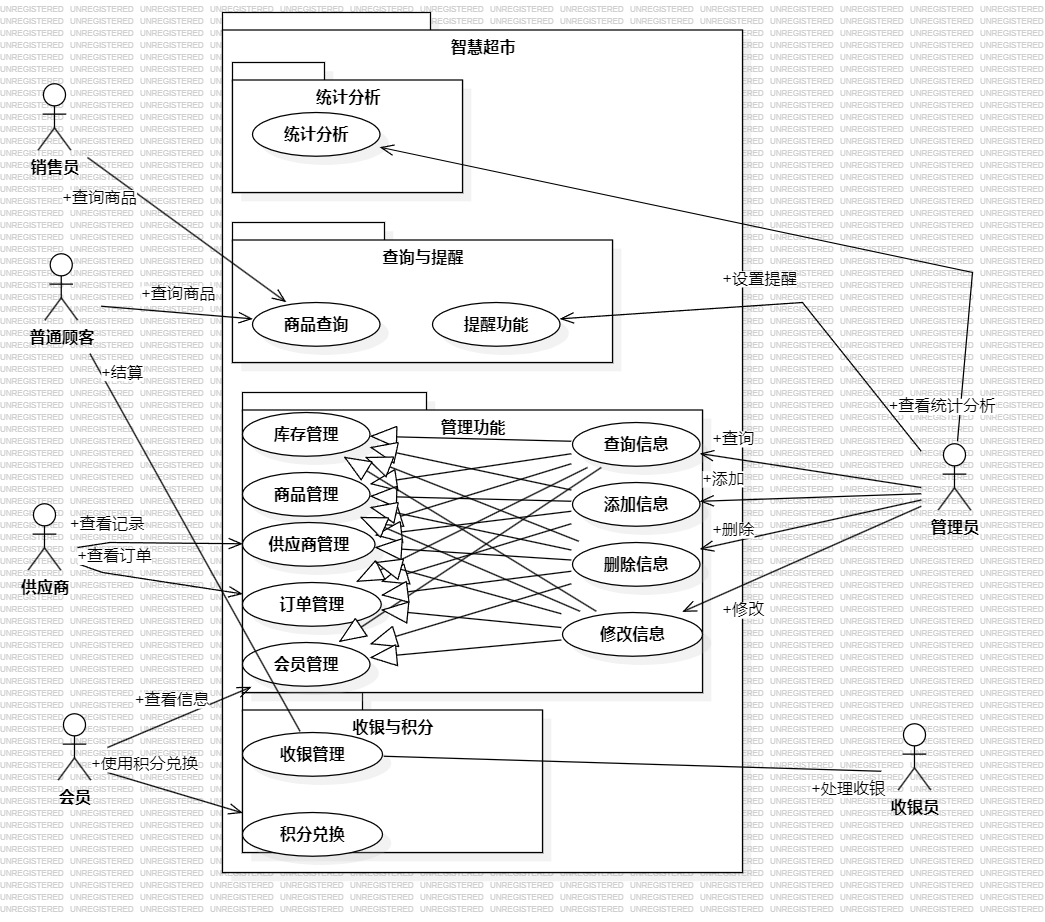 智慧超市
统计分析
统计分析
销售员
+查询商品
查询与提醒
+设置提醒
+查询商品
商品查询
提醒功能
普通顾客
+结算
+查看统计分析
管理功能
库存管理
查询信息
+查询
商品管理
添加信息
+添加
管理员
+查看记录
供应商管理
+删除
+查看订单
删除信息
供应商
订单管理
+修改
修改信息
会员管理
+查看信息
收银与积分
收银管理
+使用积分兑换
会员
+处理收银
收银员
积分兑换
UNREGISTERED